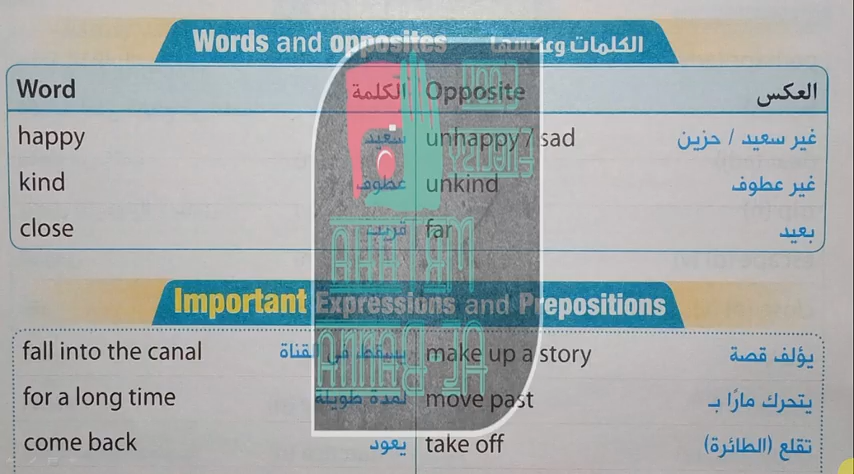 Words and opposites الكلمات وعكسها
Word الكلمة Opposite العكس
happy سعيد unhappy / sad غير سعيد / حزين
kind عطوف unkind غير عطوف
close قريب far بعيد
Important Expressions and Prepositions
fall into the canal يسقط في القناة make up a story يؤلف قصة
for a long time لمدة طويلة move past يتحرك مارًا بـ
come back يعود take off تقلع (الطائرة)